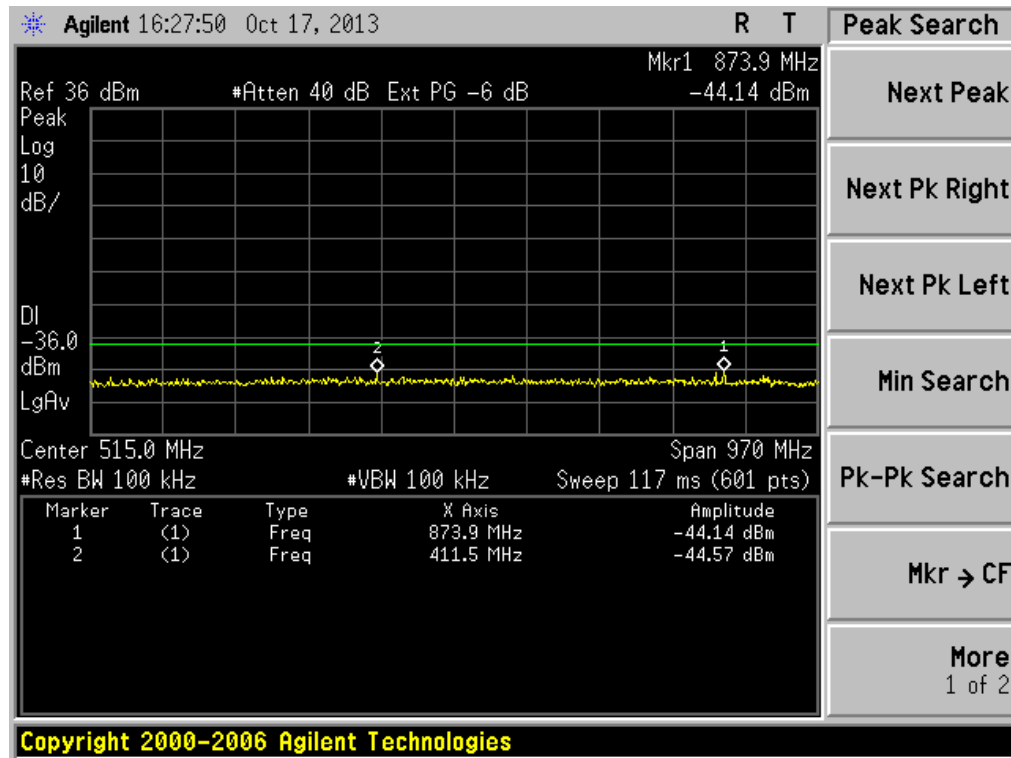 Agilent 16:27:50 Oct 17, 2013 R T
Peak Search
Mkr1 873.9 MHz
Ref 36 dBm #Atten 40 dB Ext PG -6 dB -44.14 dBm
Peak
Log
10
dB/
DI
-36.0
dBm
LgAv
2
1
Center 515.0 MHz Span 970 MHz
#Res BW 100 kHz #VBW 100 kHz Sweep 117 ms (601 pts)
Marker Trace Type X Axis Amplitude
1 (1) Freq 873.9 MHz -44.14 dBm
2 (1) Freq 411.5 MHz -44.57 dBm
Next Peak
Next Pk Right
Next Pk Left
Min Search
Pk-Pk Search
Mkr → CF
More
1 of 2
Copyright 2000-2006 Agilent Technologies